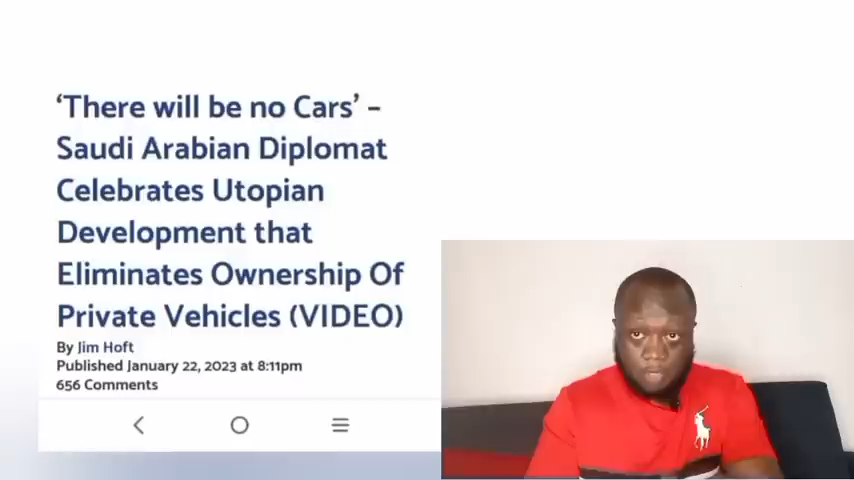 ‘There will be no Cars’ –
Saudi Arabian Diplomat
Celebrates Utopian
Development that
Eliminates Ownership Of
Private Vehicles (VIDEO)
By Jim Hoft
Published January 22, 2023 at 8:11pm
656 Comments